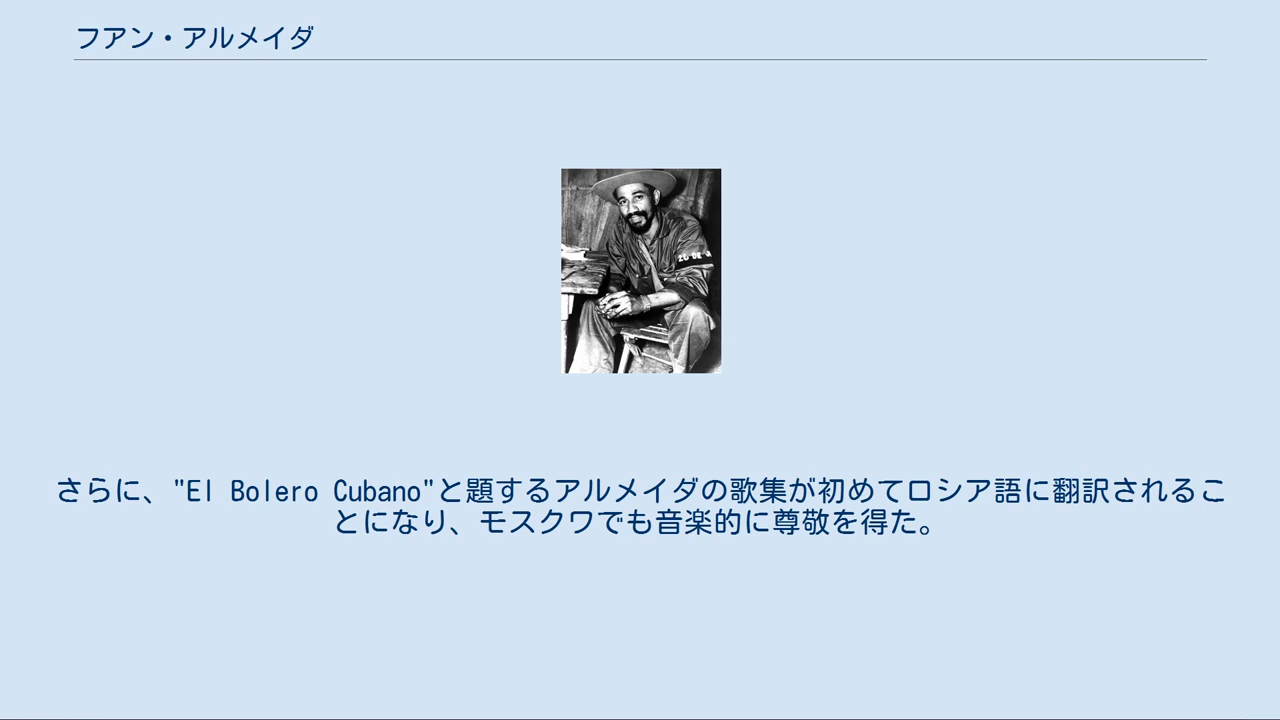 フアン・アルメイダ
26 DE J
さらに、"El Bolero Cubano"と題するアルメイダの歌集が初めてロシア語に翻訳されるこ
とになり、モスクワでも音楽的に尊敬を得た。